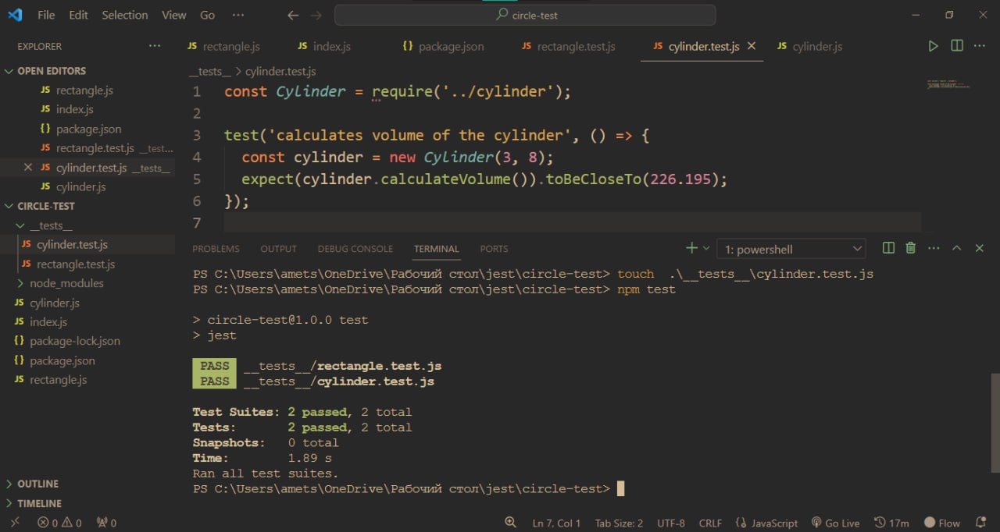 File Edit Selection View Go ··· circle-test
EXPLORER ···
JS rectangle.js JS index.js {} package.json JS rectangle.test.js JS cylinder.test.js JS cylinder.js
OPEN EDITORS
JS rectangle.js
JS index.js
{} package.json
JS rectangle.test.js __test...
JS cylinder.test.js __tests__
JS cylinder.js
CIRCLE-TEST
__tests__
JS cylinder.test.js
JS rectangle.test.js
node_modules
JS cylinder.js
JS index.js
{} package-lock.json
{} package.json
JS rectangle.js
OUTLINE
TIMELINE
__tests__ > cylinder.test.js
1 const Cylinder = require('../cylinder');
2
3 test('calculates volume of the cylinder', () => {
4 const cylinder = new Cylinder(3, 8);
5 expect(cylinder.calculateVolume()).toBeCloseTo(226.195);
6 });
7
PROBLEMS OUTPUT DEBUG CONSOLE TERMINAL PORTS 1: powershell
PS C:\Users\amets\OneDrive\Рабочий стол\jest\circle-test> touch .\__tests__\cylinder.test.js
PS C:\Users\amets\OneDrive\Рабочий стол\jest\circle-test> npm test
> circle-test@1.0.0 test
> jest
PASS __tests__/rectangle.test.js
PASS __tests__/cylinder.test.js
Test Suites: 2 passed, 2 total
Tests: 2 passed, 2 total
Snapshots: 0 total
Time: 1.89 s
Ran all test suites.
PS C:\Users\amets\OneDrive\Рабочий стол\jest\circle-test>
0 0 0 Ln 7, Col 1 Tab Size: 2 UTF-8 CRLF {} JavaScript Go Live 17m Flow